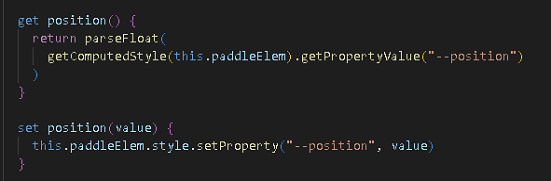 get position() {
return parseFloat(
getComputedStyle(this.paddleElem).getPropertyValue("--position")
)
}
set position(value) {
this.paddleElem.style.setProperty("--position", value)
}